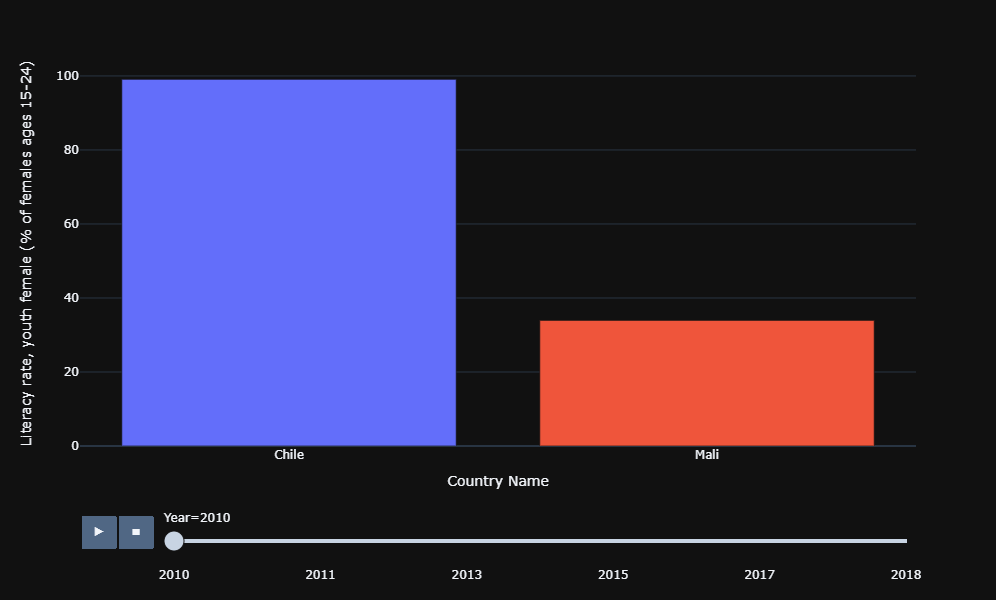 Literacy rate, youth female (% of females ages 15-24)
100
80
60
40
20
0
Chile Mali
Country Name
Year=2010
2010 2011 2013 2015 2017 2018